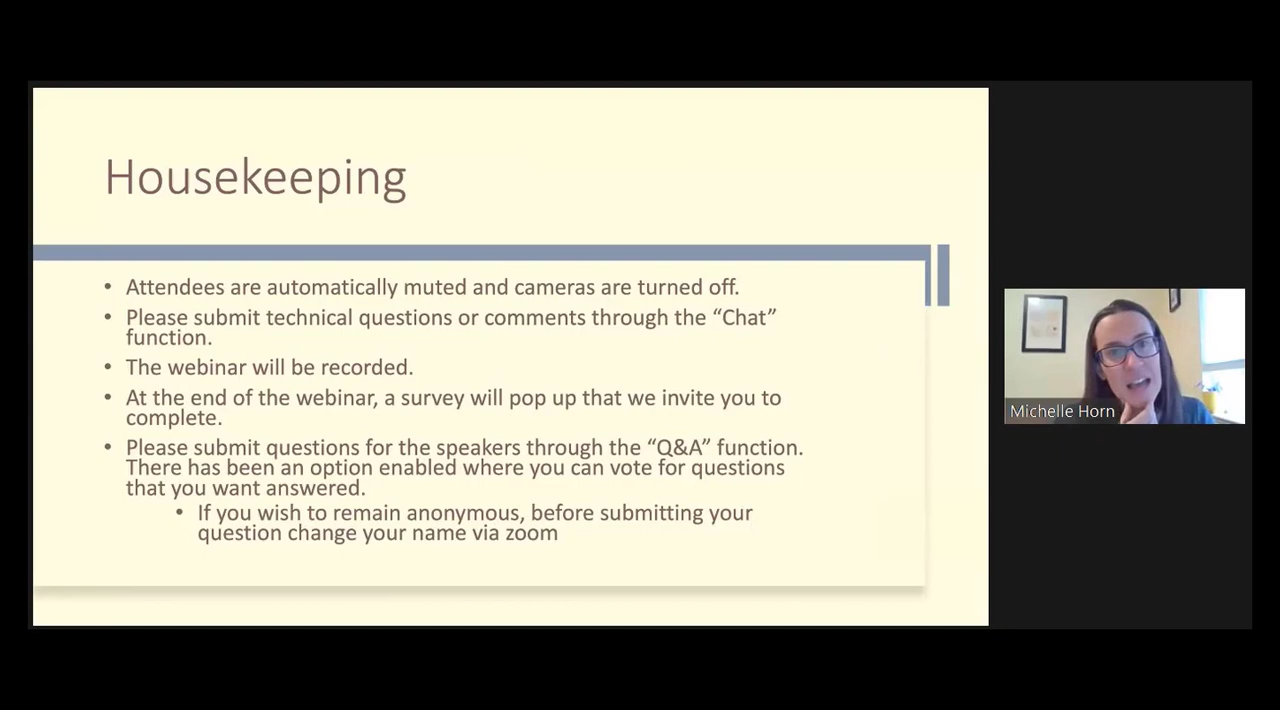 Housekeeping
• Attendees are automatically muted and cameras are turned off.
• Please submit technical questions or comments through the “Chat”
function.
• The webinar will be recorded.
• At the end of the webinar, a survey will pop up that we invite you to
complete.
• Please submit questions for the speakers through the “Q&A” function.
There has been an option enabled where you can vote for questions
that you want answered.
• If you wish to remain anonymous, before submitting your
question change your name via zoom
Michelle Horn